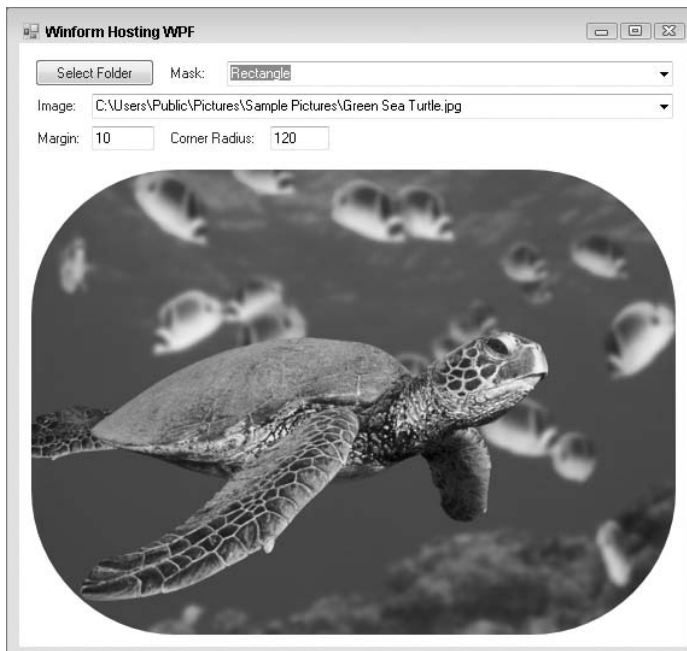 Winform Hosting WPF
Select Folder Mask: Rectangle
Image: C:\Users\Public\Pictures\Sample Pictures\Green Sea Turtle.jpg
Margin: 10 Corner Radius: 120